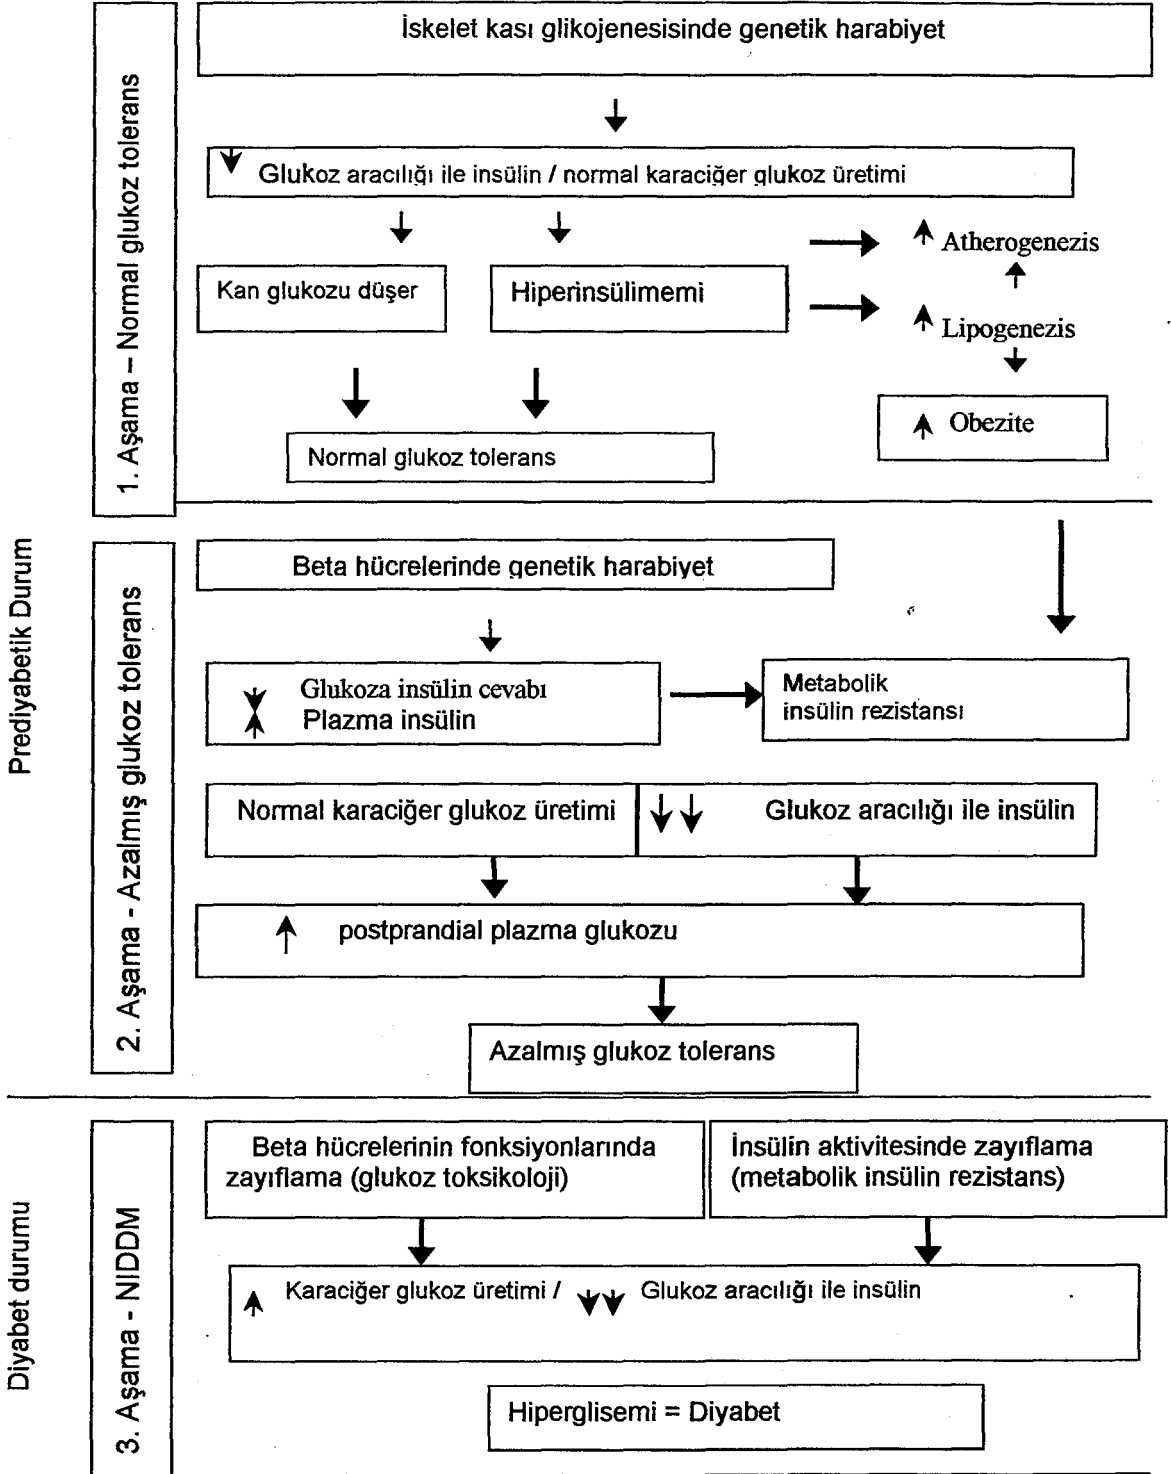 İskelet kası glikojenesisinde genetik harabiyet
1. Aşama – Normal glukoz tolerans
Glukoz aracılığı ile insülin / normal karaciğer glukoz üretimi
Atherogenezis
Kan glukozu düşer
Hiperinsülimemi
Lipogenezis
Obezite
Normal glukoz tolerans
Prediyabetik Durum
2. Aşama - Azalmış glukoz tolerans
Beta hücrelerinde genetik harabiyet
Glukoza insülin cevabı
Plazma insülin
Metabolik
insülin rezistansı
Normal karaciğer glukoz üretimi
Glukoz aracılığı ile insülin
postprandial plazma glukozu
Azalmış glukoz tolerans
Diyabet durumu
3. Aşama - NIDDM
Beta hücrelerinin fonksiyonlarında
zayıflama (glukoz toksikoloji)
İnsülin aktivitesinde zayıflama
(metabolik insülin rezistans)
Karaciğer glukoz üretimi /
Glukoz aracılığı ile insülin
Hiperglisemi = Diyabet